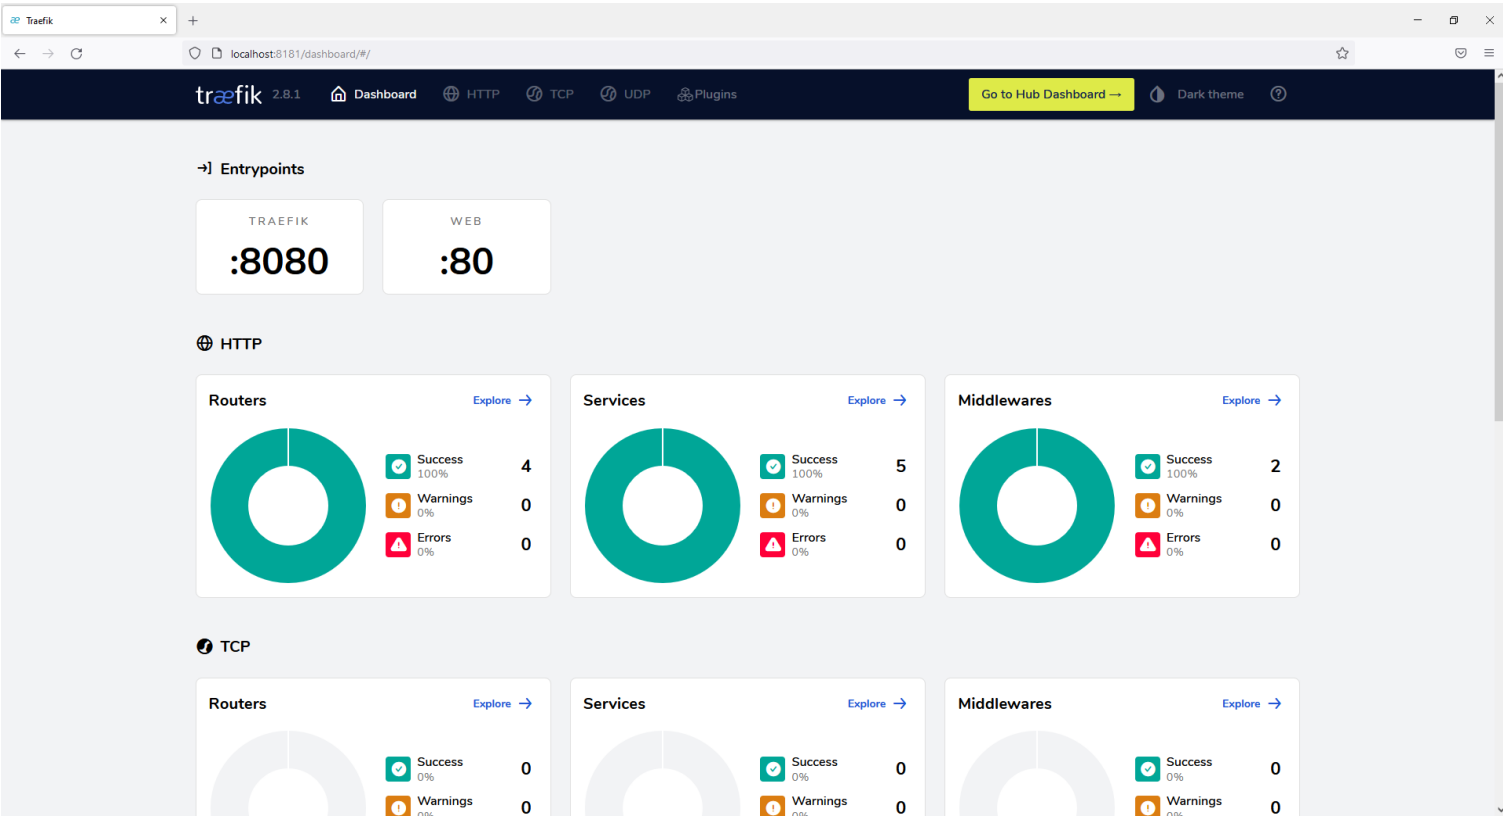 Traefik
localhost:8181/dashboard/#/
træfik 2.8.1 Dashboard HTTP TCP UDP Plugins Go to Hub Dashboard → Dark theme
Entrypoints
TRAEFIK
:8080
WEB
:80
HTTP
Routers Explore
Success 4
100%
Warnings 0
0%
Errors 0
0%
Services Explore
Success 5
100%
Warnings 0
0%
Errors 0
0%
Middlewares Explore
Success 2
100%
Warnings 0
0%
Errors 0
0%
TCP
Routers Explore
Success 0
0%
Warnings 0
0%
Services Explore
Success 0
0%
Warnings 0
0%
Middlewares Explore
Success 0
0%
Warnings 0
0%